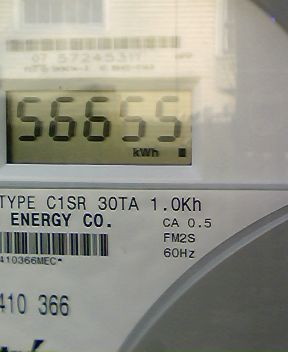 56655
kWh
TYPE C1SR 30TA 1.0Kh
ENERGY CO.
CA 0.5
FM2S
60Hz
410366MEC*
410 366